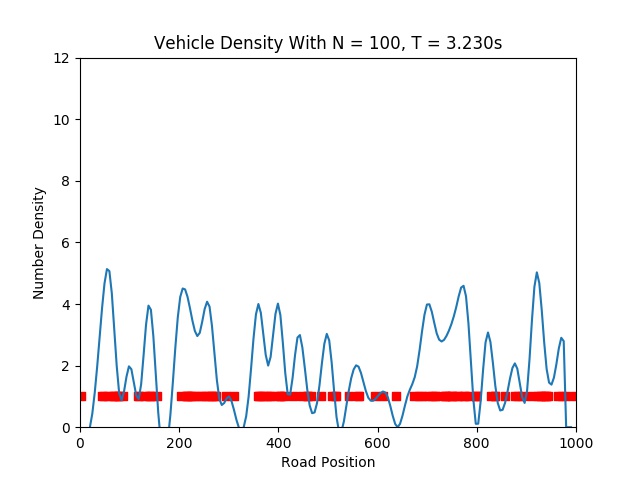 Vehicle Density With N = 100, T = 3.230s
12
10
8
6
4
2
0
Number Density
0 200 400 600 800 1000
Road Position